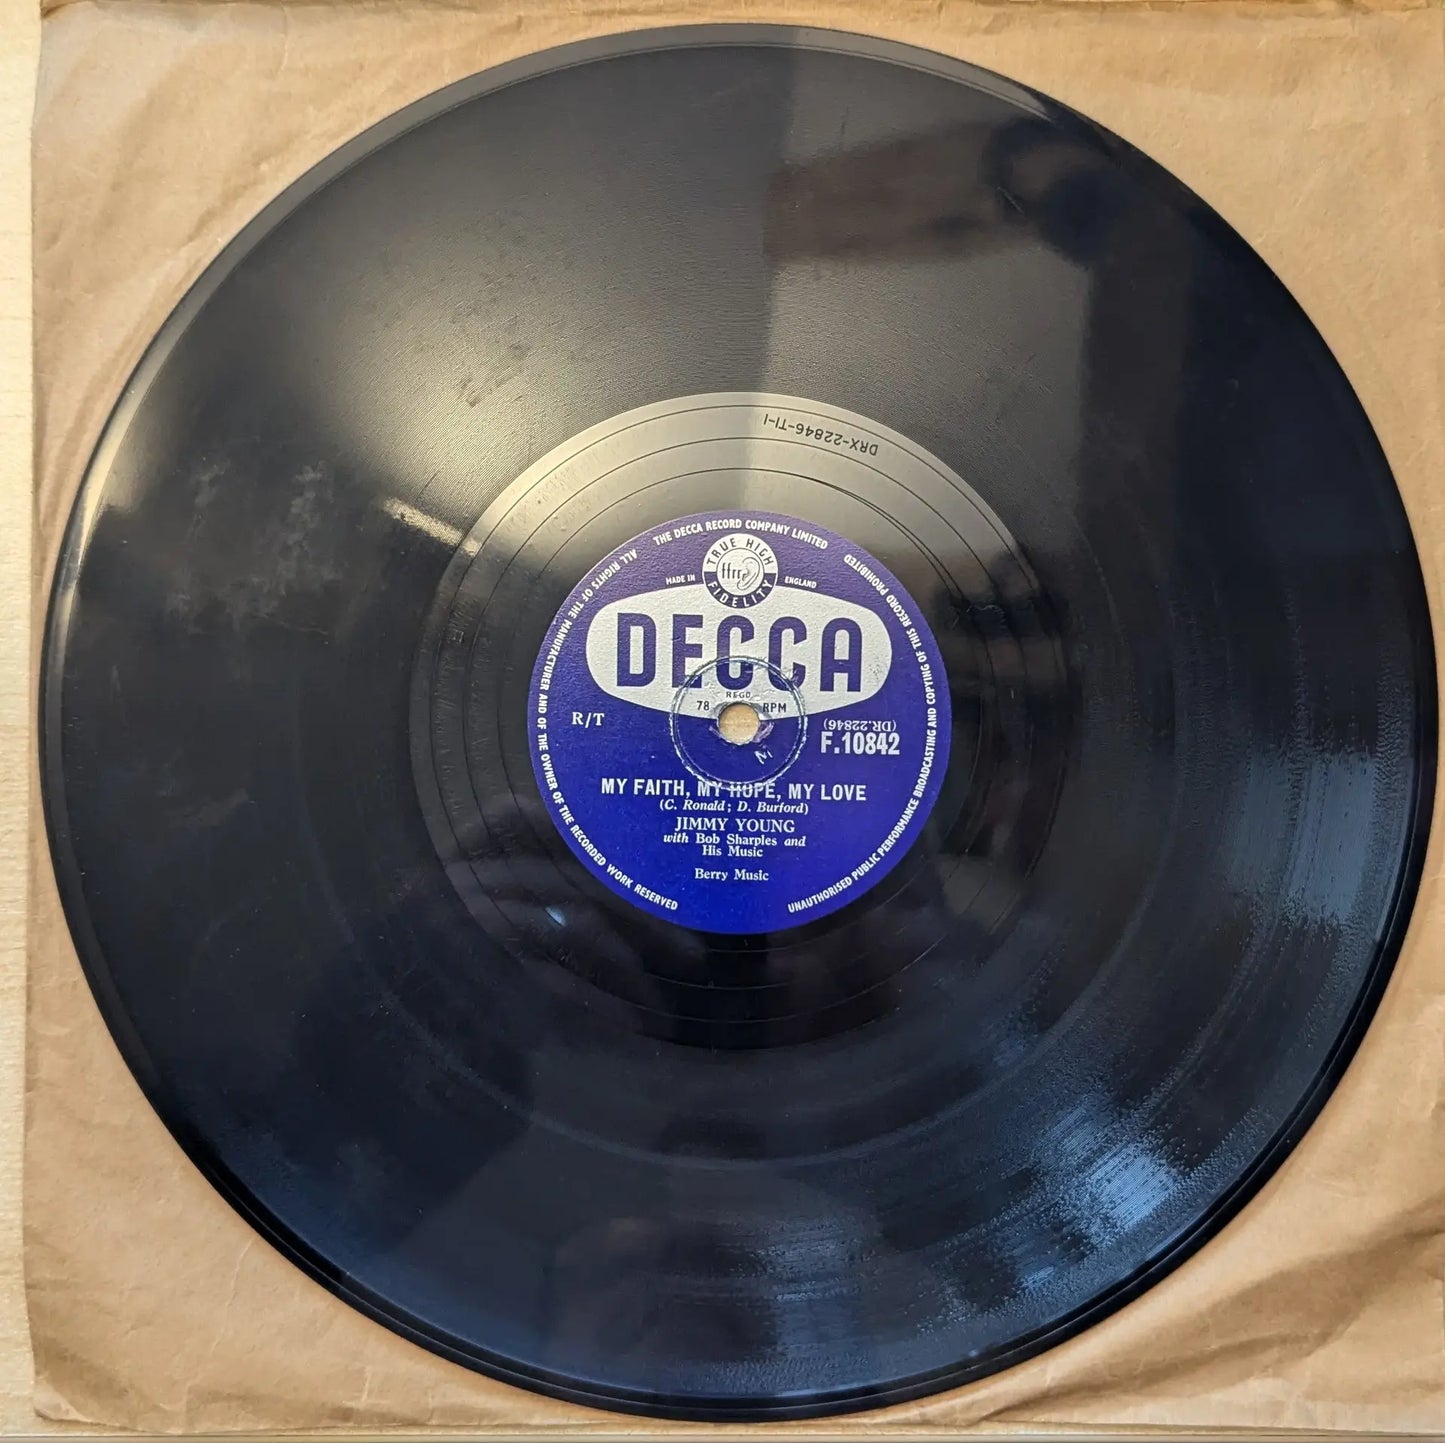 DRX-22846-T1-1
THE DECCA RECORD COMPANY LIMITED
ALL RIGHTS OF THE MANUFACTURER AND OF THE OWNER OF THE RECORDED WORK RESERVED
UNAUTHORISED PUBLIC PERFORMANCE BROADCASTING AND COPYING OF THIS RECORD PROHIBITED
TRUE HIGH
ffrr
FIDELITY
MADE IN ENGLAND
DECCA
REGD
78 RPM
R/T
(DR.22846)
F.10842
M
MY FAITH, MY HOPE, MY LOVE
(C. Ronald; D. Burford)
JIMMY YOUNG
with Bob Sharples and
His Music
Berry Music